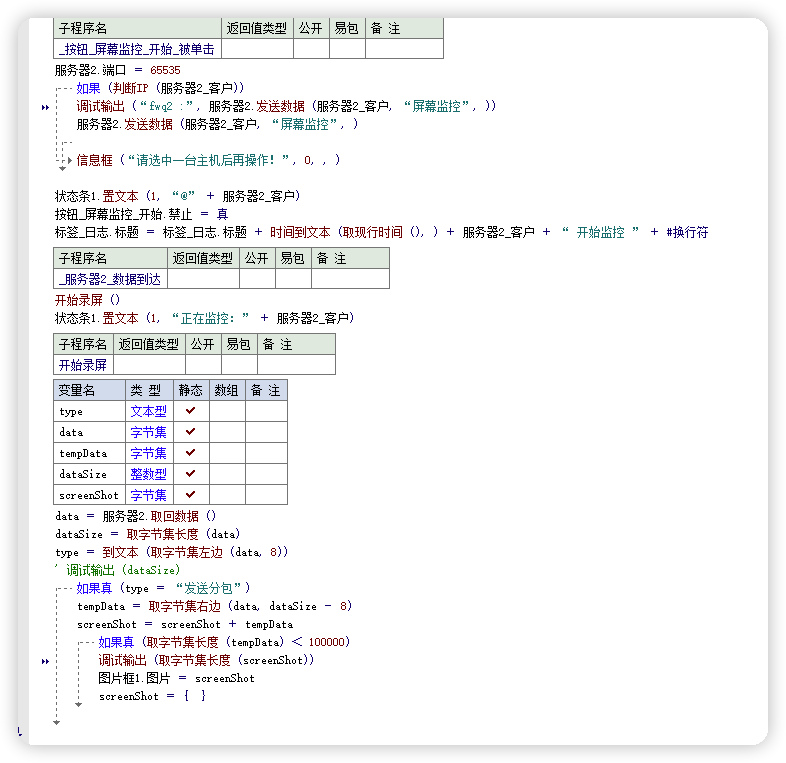 子程序名 返回值类型 公开 易包 备 注
_按钮_屏幕监控_开始_被单击
服务器2.端口 = 65535
如果 (判断IP (服务器2_客户))
调试输出 (“fwq2 :”, 服务器2.发送数据 (服务器2_客户, “屏幕监控”, ))
服务器2.发送数据 (服务器2_客户, “屏幕监控”, )
信息框 (“请选中一台主机后再操作!”, 0, , )
状态条1.置文本 (1, “@” + 服务器2_客户)
按钮_屏幕监控_开始.禁止 = 真
标签_日志.标题 = 标签_日志.标题 + 时间到文本 (取现行时间 (), ) + 服务器2_客户 + “ 开始监控 ” + #换行符
子程序名 返回值类型 公开 易包 备 注
_服务器2_数据到达
开始录屏 ()
状态条1.置文本 (1, “正在监控: ” + 服务器2_客户)
子程序名 返回值类型 公开 易包 备 注
开始录屏
变量名 类 型 静态 数组 备 注
type 文本型 ✓
data 字节集 ✓
tempData 字节集 ✓
dataSize 整数型 ✓
screenShot 字节集 ✓
data = 服务器2.取回数据 ()
dataSize = 取字节集长度 (data)
type = 到文本 (取字节集左边 (data, 8))
' 调试输出 (dataSize)
如果真 (type = “发送分包”)
tempData = 取字节集右边 (data, dataSize - 8)
screenShot = screenShot + tempData
如果真 (取字节集长度 (tempData) < 100000)
调试输出 (取字节集长度 (screenShot))
图片框1.图片 = screenShot
screenShot = { }